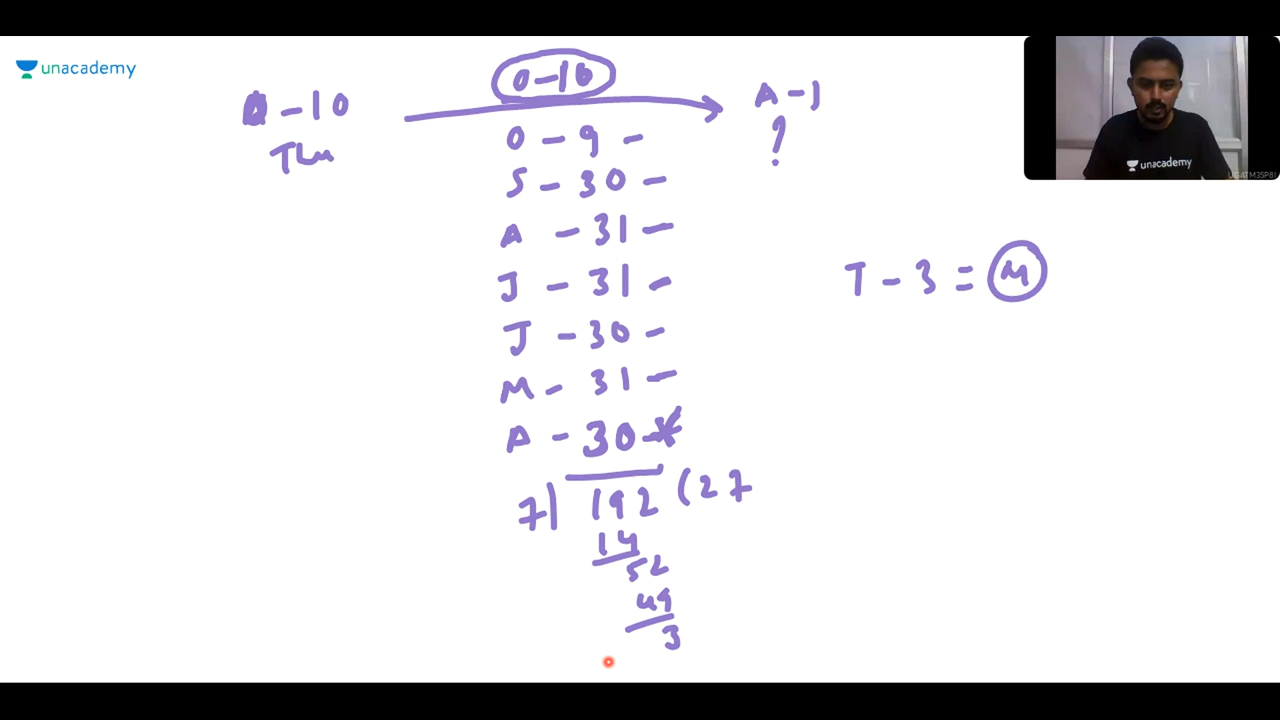 unacademy
O-10
O-10
A-1
Thu
?
O - 9 -
S - 30 -
A - 31 -
J - 31 -
T - 3 = M
J - 30 -
M - 31 -
A - 30 -
7) 192 (27
14
52
49
3
unacademy
UGATM35P8I